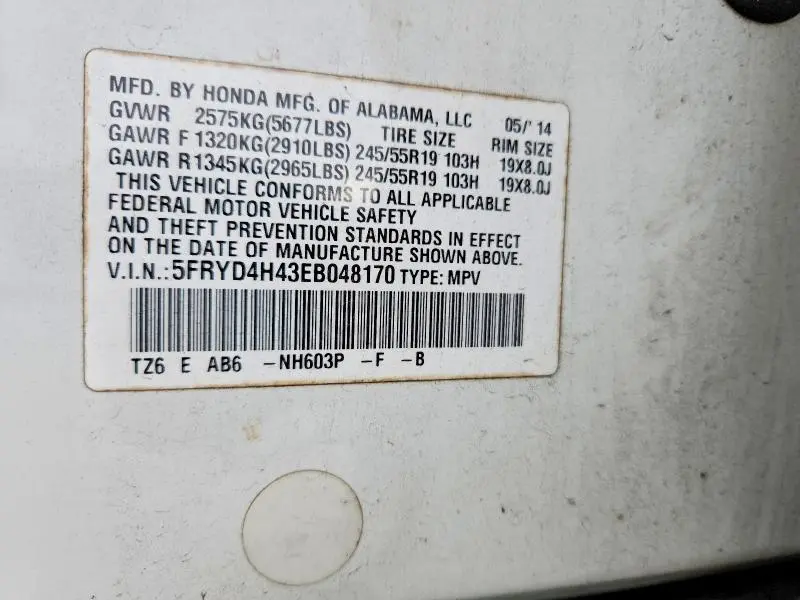 MFD. BY HONDA MFG. OF ALABAMA, LLC 05/' 14
GVWR 2575KG(5677LBS) TIRE SIZE RIM SIZE
GAWR F 1320KG(2910LBS) 245/55R19 103H 19X8.0J
GAWR R 1345KG(2965LBS) 245/55R19 103H 19X8.0J
THIS VEHICLE CONFORMS TO ALL APPLICABLE
FEDERAL MOTOR VEHICLE SAFETY
AND THEFT PREVENTION STANDARDS IN EFFECT
ON THE DATE OF MANUFACTURE SHOWN ABOVE.
V.I.N.: 5FRYD4H43EB048170 TYPE: MPV
TZ6 E AB6 -NH603P -F -B